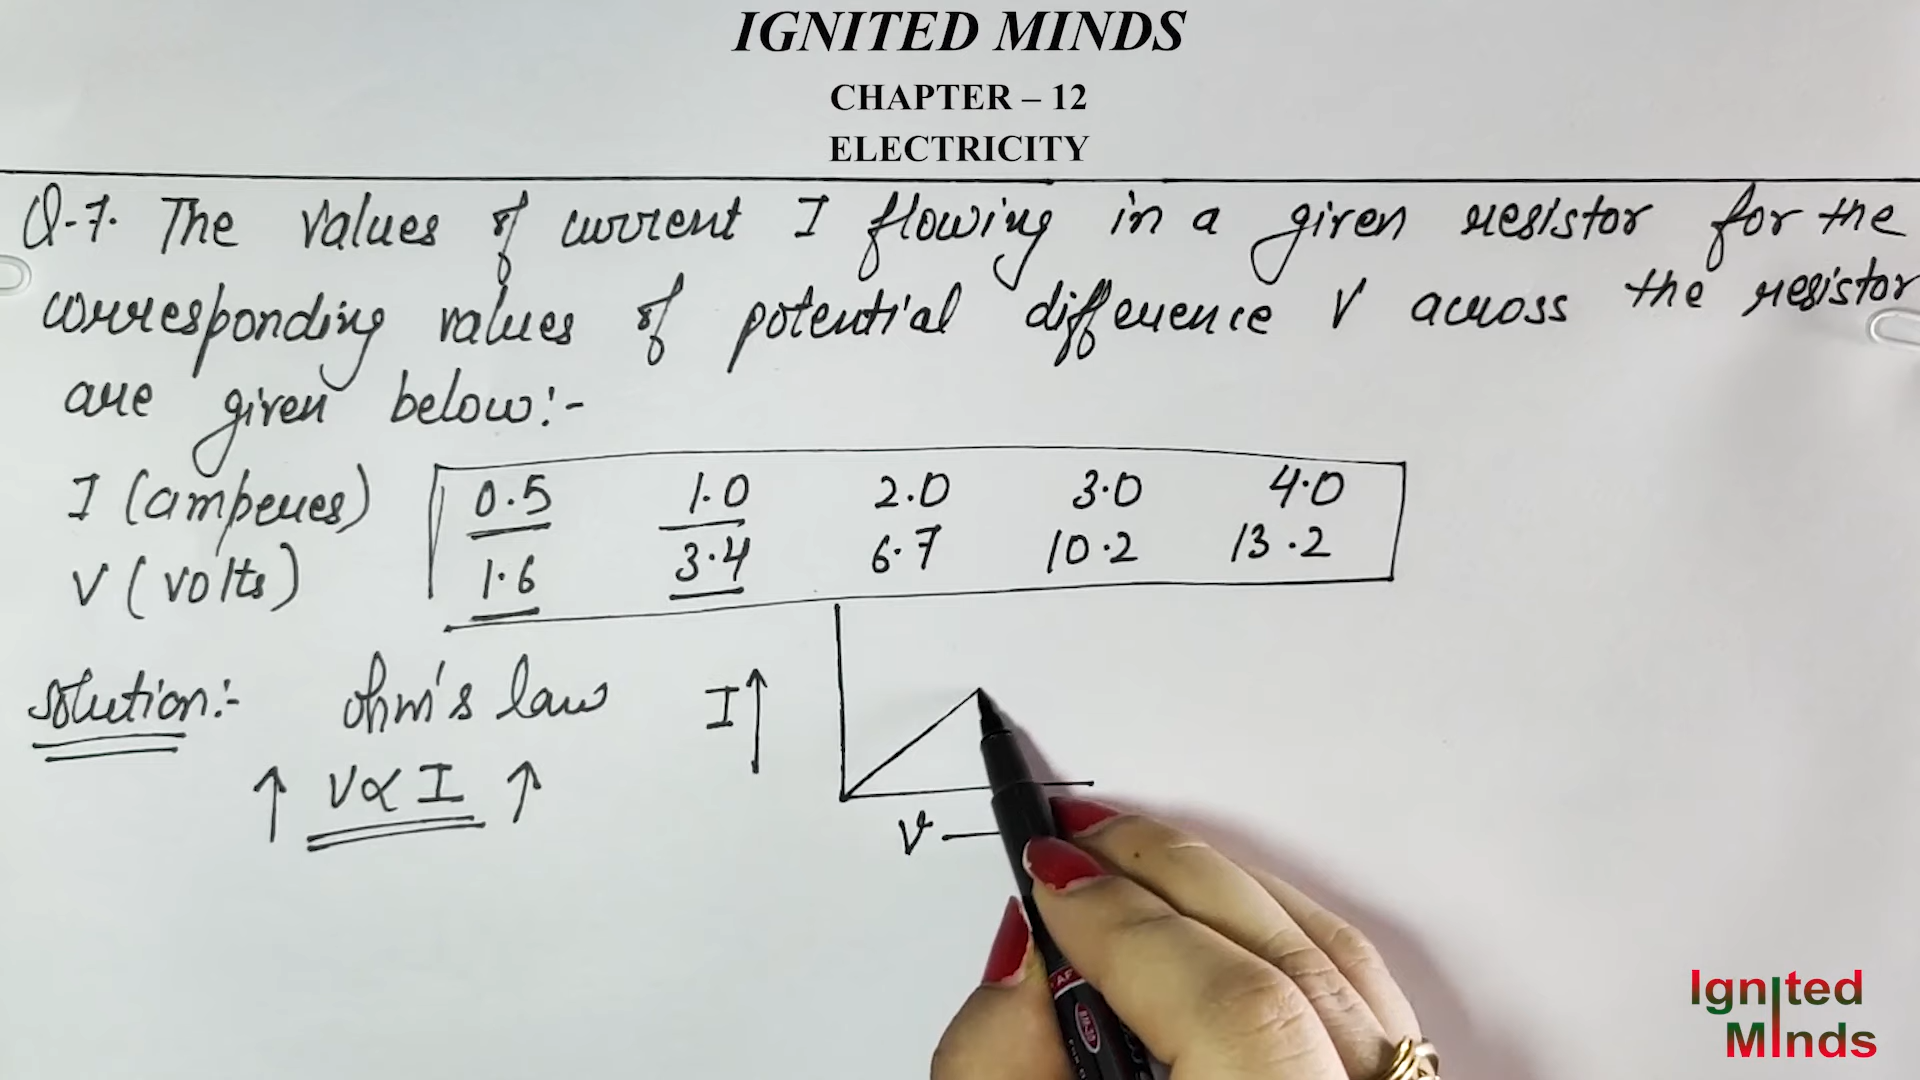 IGNITED MINDS
CHAPTER – 12
ELECTRICITY
Q-7. The values of current I flowing in a given resistor for the
corresponding values of potential difference V across the resistor
are given below:-
I (amperes) 0.5 1.0 2.0 3.0 4.0
V (volts) 1.6 3.4 6.7 10.2 13.2
solution:- ohm's law I↑
↑ V∝I ↑
V
Ignited
Minds